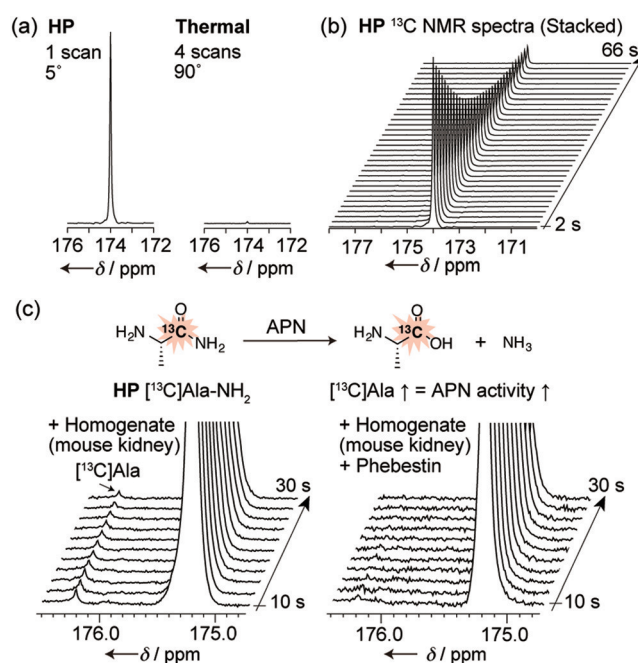 (a) HP Thermal
1 scan 4 scans
5° 90°
176 174 172 176 174 172
← δ / ppm ← δ / ppm
(b) HP ¹³C NMR spectra (Stacked)
66 s
2 s
177 175 173 171
← δ / ppm
(c)
O
H₂N ¹³C NH₂
APN
O
H₂N ¹³C OH + NH₃
HP [¹³C]Ala-NH₂
[¹³C]Ala ↑ = APN activity ↑
+ Homogenate
(mouse kidney)
[¹³C]Ala
30 s
10 s
176.0 175.0
← δ / ppm
+ Homogenate
(mouse kidney)
+ Phebestin
30 s
10 s
176.0 175.0
← δ / ppm